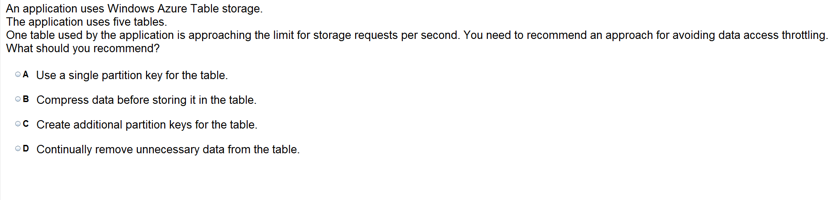 An application uses Windows Azure Table storage.
The application uses five tables.
One table used by the application is approaching the limit for storage requests per second. You need to recommend an approach for avoiding data access throttling.
What should you recommend?
A Use a single partition key for the table.
B Compress data before storing it in the table.
C Create additional partition keys for the table.
D Continually remove unnecessary data from the table.